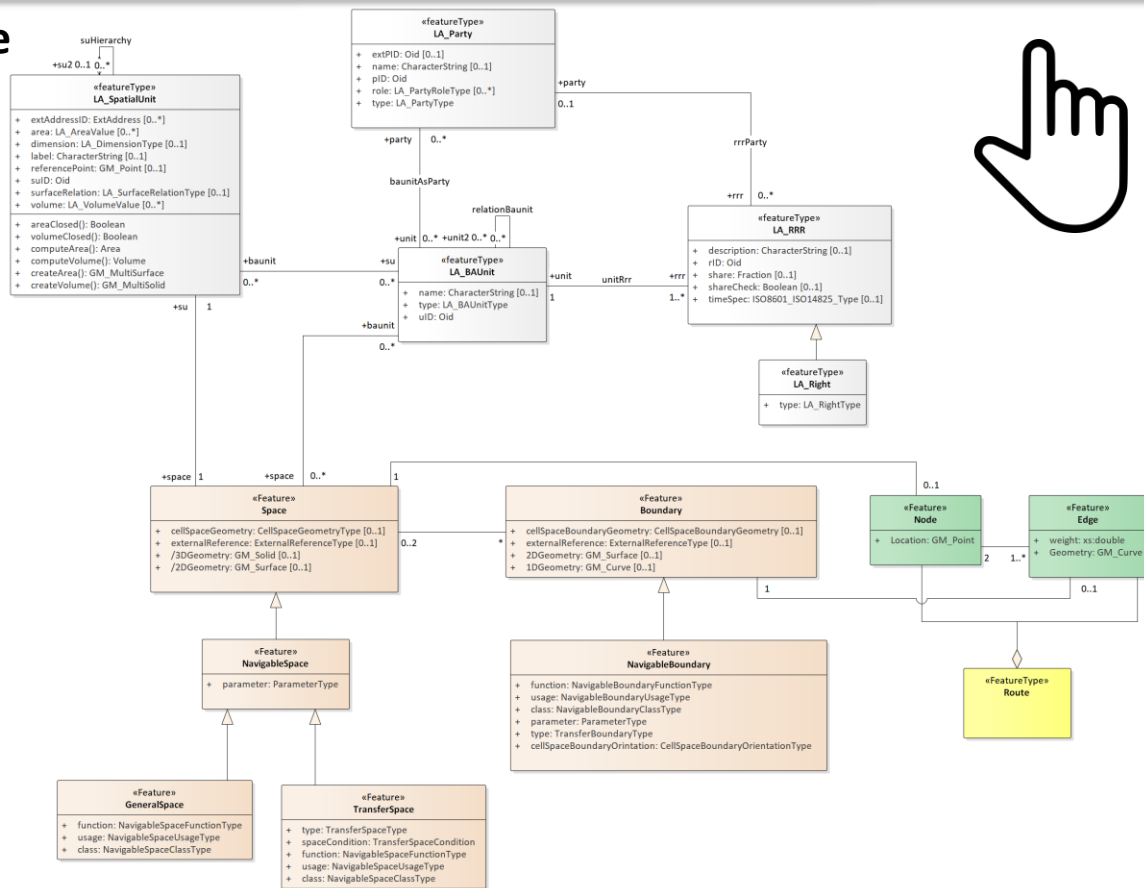 e
suHierarchy
+su2 0..1 0..*
«featureType»
LA_SpatialUnit
+ extAddressID: ExtAddress [0..*]
+ area: LA_AreaValue [0..*]
+ dimension: LA_DimensionType [0..1]
+ label: CharacterString [0..1]
+ referencePoint: GM_Point [0..1]
+ suID: Oid
+ surfaceRelation: LA_SurfaceRelationType [0..1]
+ volume: LA_VolumeValue [0..*]
+ areaClosed(): Boolean
+ volumeClosed(): Boolean
+ computeArea(): Area
+ computeVolume(): Volume
+ createArea(): GM_MultiSurface
+ createVolume(): GM_MultiSolid
«featureType»
LA_Party
+ extPID: Oid [0..1]
+ name: CharacterString [0..1]
+ pID: Oid
+ role: LA_PartyRoleType [0..*]
+ type: LA_PartyType
+party
0..1
+party 0..*
rrrParty
baunitAsParty
relationBaunit
+rrr 0..*
+unit 0..* +unit2 0..* 0..*
«featureType»
LA_BAUnit
+ name: CharacterString [0..1]
+ type: LA_BAUnitType
+ uID: Oid
+baunit
0..*
+su
0..*
+unit
1
unitRrr
+rrr
1..*
«featureType»
LA_RRR
+ description: CharacterString [0..1]
+ rID: Oid
+ share: Fraction [0..1]
+ shareCheck: Boolean [0..1]
+ timeSpec: ISO8601_ISO14825_Type [0..1]
+su 1
+baunit
0..*
«featureType»
LA_Right
+ type: LA_RightType
+space 1
+space 0..*
1
0..1
«Feature»
Space
+ cellSpaceGeometry: CellSpaceGeometryType [0..1]
+ externalReference: ExternalReferenceType [0..1]
+ /3DGeometry: GM_Solid [0..1]
+ /2DGeometry: GM_Surface [0..1]
0..2
*
«Feature»
Boundary
+ cellSpaceBoundaryGeometry: CellSpaceBoundaryGeometry [0..1]
+ externalReference: ExternalReferenceType [0..1]
+ 2DGeometry: GM_Surface [0..1]
+ 1DGeometry: GM_Curve [0..1]
«Feature»
Node
+ Location: GM_Point
2 1..*
«Feature»
Edge
+ weight: xs:double
+ Geometry: GM_Curve
1
0..1
«Feature»
NavigableSpace
+ parameter: ParameterType
«Feature»
NavigableBoundary
+ function: NavigableBoundaryFunctionType
+ usage: NavigableBoundaryUsageType
+ class: NavigableBoundaryClassType
+ parameter: ParameterType
+ type: TransferBoundaryType
+ cellSpaceBoundaryOrintation: CellSpaceBoundaryOrientationType
«FeatureType»
Route
«Feature»
GeneralSpace
+ function: NavigableSpaceFunctionType
+ usage: NavigableSpaceUsageType
+ class: NavigableSpaceClassType
«Feature»
TransferSpace
+ type: TransferSpaceType
+ spaceCondition: TransferSpaceCondition
+ function: NavigableSpaceFunctionType
+ usage: NavigableSpaceUsageType
+ class: NavigableSpaceClassType